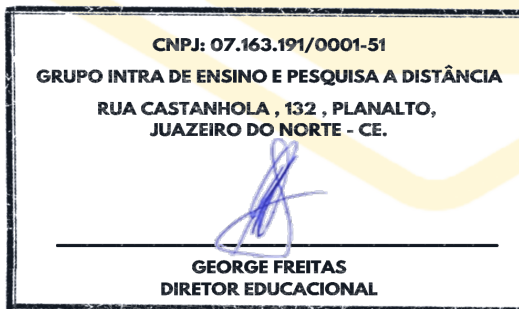 CNPJ: 07.163.191/0001-51
GRUPO INTRA DE ENSINO E PESQUISA A DISTÂNCIA
RUA CASTANHOLA , 132 , PLANALTO,
JUAZEIRO DO NORTE - CE.
GEORGE FREITAS
DIRETOR EDUCACIONAL